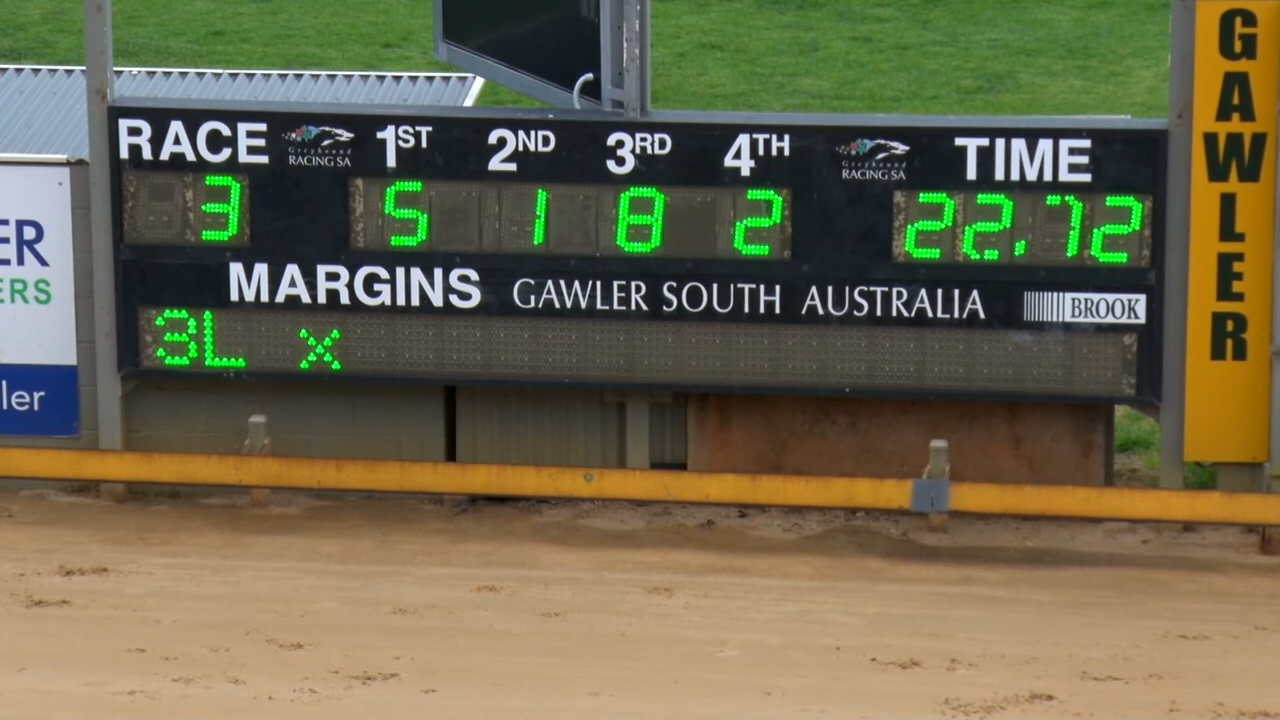 RACE 1ST 2ND 3RD 4TH TIME
Greyhound RACING SA
Greyhound RACING SA
3 5 1 8 2 22.72
MARGINS GAWLER SOUTH AUSTRALIA BROOK
3L x
GAWLER
ER
ERS
ler